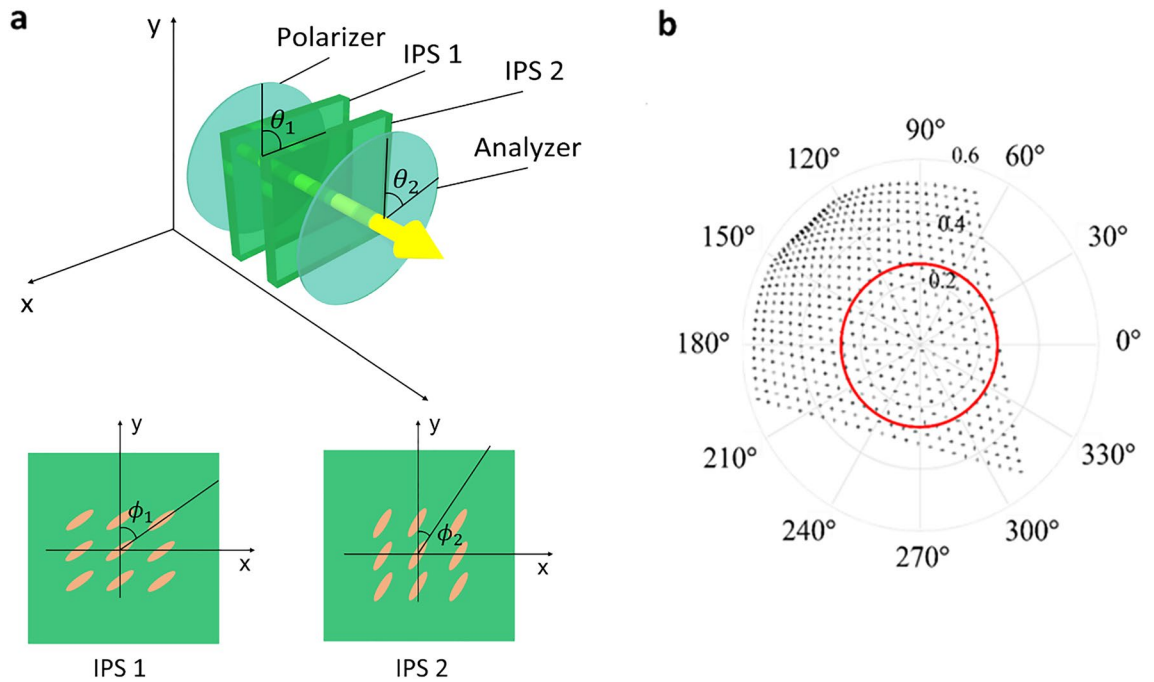 a
y
Polarizer
IPS 1
IPS 2
θ₁
Analyzer
θ₂
x
y
ϕ₁
x
IPS 1
y
ϕ₂
x
IPS 2
b
90°
120°
0.6
60°
150°
0.4
30°
0.2
180°
0°
210°
330°
240°
300°
270°